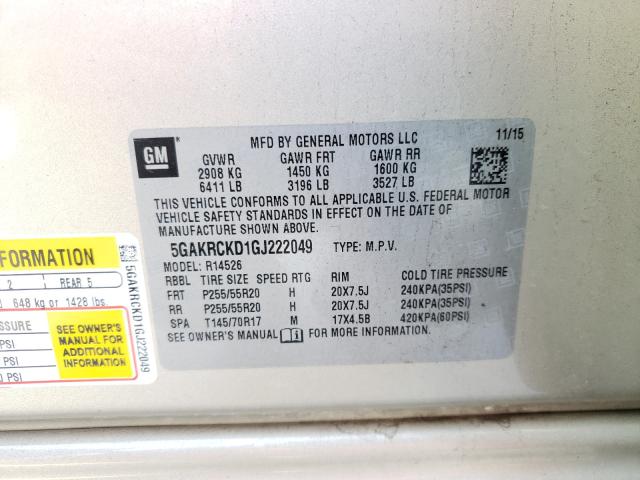 GM
MFD BY GENERAL MOTORS LLC 11/15
GVWR GAWR FRT GAWR RR
2908 KG 1450 KG 1600 KG
6411 LB 3196 LB 3527 LB
THIS VEHICLE CONFORMS TO ALL APPLICABLE U.S. FEDERAL MOTOR
VEHICLE SAFETY STANDARDS IN EFFECT ON THE DATE OF
MANUFACTURE SHOWN ABOVE.
5GAKRCKD1GJ222049 TYPE: M.P.V.
MODEL: R14526
RBBL TIRE SIZE SPEED RTG RIM COLD TIRE PRESSURE
FRT P255/55R20 H 20X7.5J 240KPA(35PSI)
RR P255/55R20 H 20X7.5J 240KPA(35PSI)
SPA T145/70R17 M 17X4.5B 420KPA(60PSI)
SEE OWNER'S MANUAL FOR MORE INFORMATION.
FORMATION
2 REAR 5
648 kg or 1428 lbs.
SSURE
PSI
PSI
PSI
SEE OWNER'S
MANUAL FOR
ADDITIONAL
INFORMATION
5GAKRCKD1GJ222049